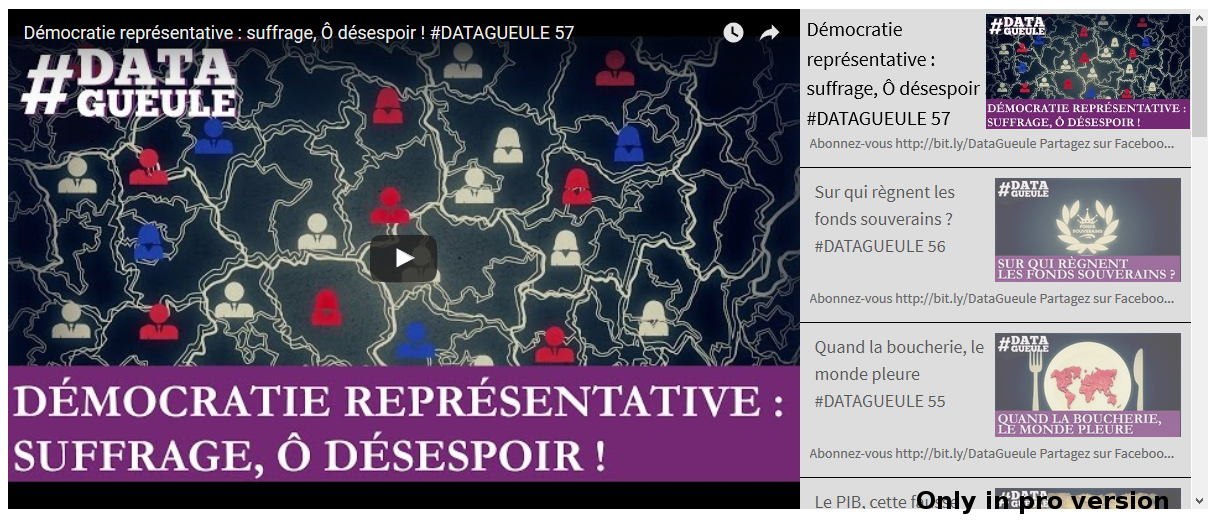 Démocratie représentative : suffrage, Ô désespoir ! #DATAGUEULE 57
#DATA
GUEULE
DÉMOCRATIE REPRÉSENTATIVE :
SUFFRAGE, Ô DÉSESPOIR !
Démocratie
représentative :
suffrage, Ô désespoir
#DATAGUEULE 57
#DATA
GUEULE
DÉMOCRATIE REPRÉSENTATIVE :
SUFFRAGE, Ô DÉSESPOIR !
Abonnez-vous http://bit.ly/DataGueule Partagez sur Faceboo...
Sur qui règnent les
fonds souverains ?
#DATAGUEULE 56
#DATA
GUEULE
FONDS
SOUVERAINS
SUR QUI RÈGNENT
LES FONDS SOUVERAINS ?
Abonnez-vous http://bit.ly/DataGueule Partagez sur Faceboo...
Quand la boucherie, le
monde pleure
#DATAGUEULE 55
#DATA
GUEULE
QUAND LA BOUCHERIE,
LE MONDE PLEURE
Abonnez-vous http://bit.ly/DataGueule Partagez sur Faceboo...
Le PIB, cette fausse
#DATA
Only in pro version